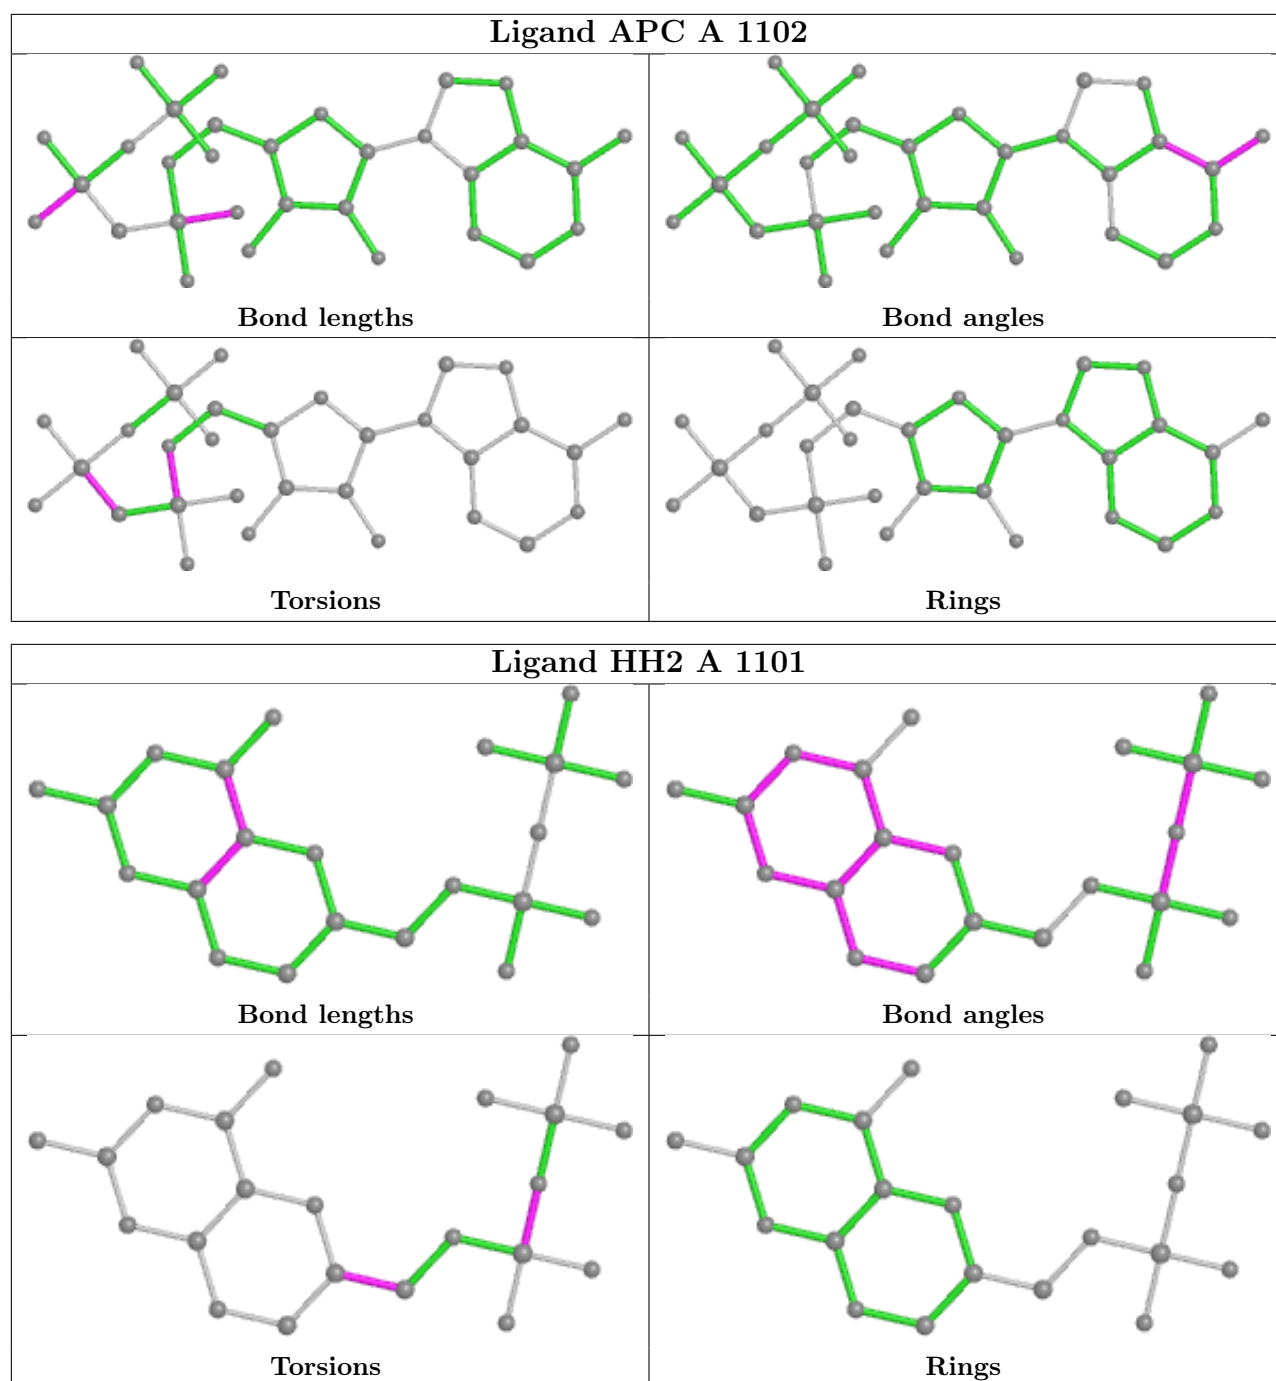 Ligand APC A 1102
Bond lengths
Bond angles
Torsions
Rings
Ligand HH2 A 1101
Bond lengths
Bond angles
Torsions
Rings